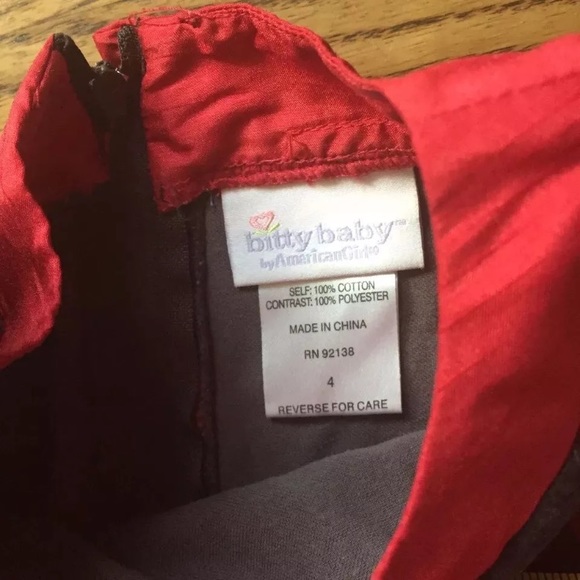 bitty baby™
by American Girl®
SELF: 100% COTTON
CONTRAST: 100% POLYESTER
MADE IN CHINA
RN 92138
4
REVERSE FOR CARE